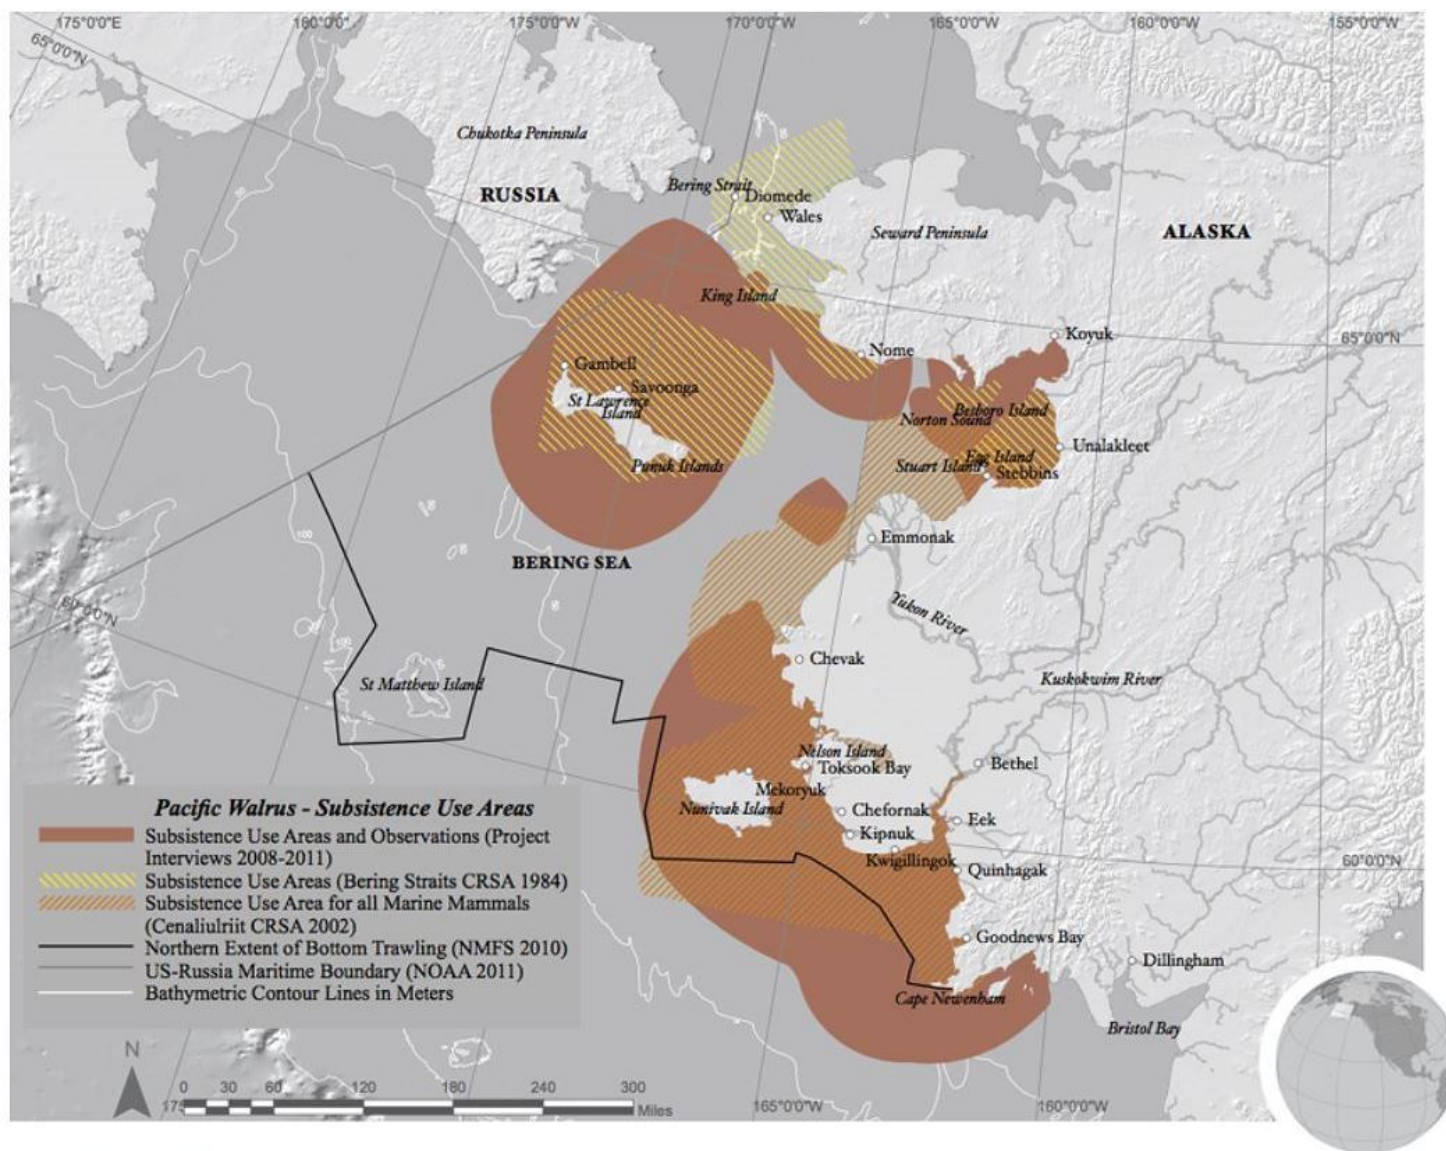 175°0'0"E
180°0'0"
175°0'0"W
170°0'0"W
165°0'0"W
160°0'0"W
155°0'0"W
65°0'0"N
Chukotka Peninsula
RUSSIA
Bering Strait
Diomede
Wales
Seward Peninsula
ALASKA
King Island
Koyuk
65°0'0"N
Nome
Gambell
Savoonga
St Lawrence
Island
Besboro Island
Norton Sound
Unalakleet
Egg Island
Punuk Islands
Stuart Island
Stebbins
Emmonak
BERING SEA
60°0'0"N
Yukon River
Chevak
St Matthew Island
Kuskokwim River
Nelson Island
Toksook Bay
Bethel
Mekoryuk
Nunivak Island
Chefornak
Eek
Kipnuk
Kwigillingok
60°0'0"N
Quinhagak
Goodnews Bay
Dillingham
Cape Newenham
Bristol Bay
Pacific Walrus - Subsistence Use Areas
Subsistence Use Areas and Observations (Project
Interviews 2008-2011)
Subsistence Use Areas (Bering Straits CRSA 1984)
Subsistence Use Area for all Marine Mammals
(Cenaliulriit CRSA 2002)
Northern Extent of Bottom Trawling (NMFS 2010)
US-Russia Maritime Boundary (NOAA 2011)
Bathymetric Contour Lines in Meters
N
0 30 60 120 180 240 300
Miles
175
165°0'0"W
160°0'0"W